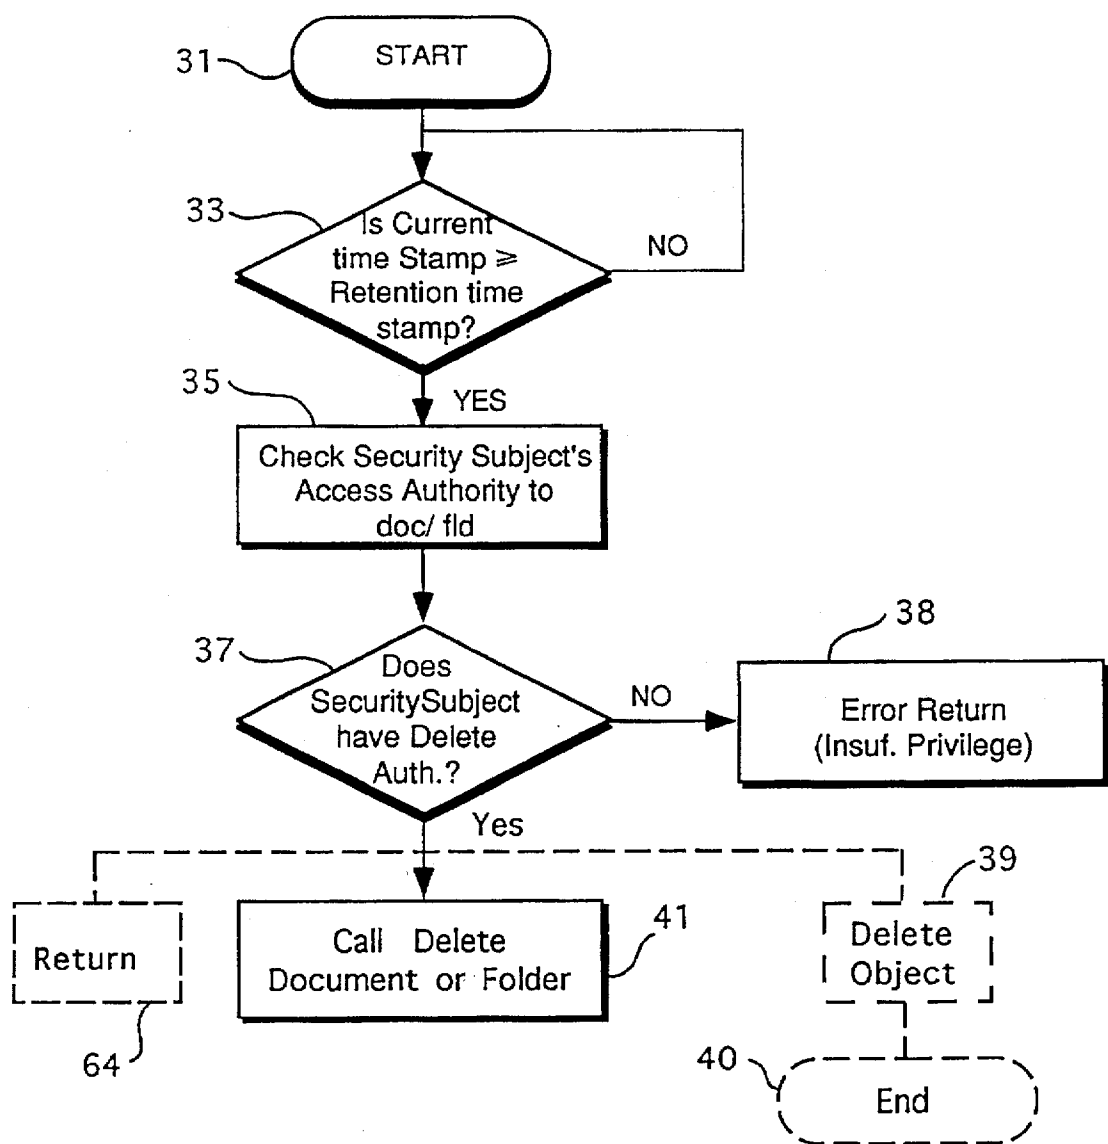 START
31
33
Is Current
time Stamp ⩾
Retention time
stamp?
NO
35
YES
Check Security Subject's
Access Authority to
doc/ fld
37
Does
SecuritySubject
have Delete
Auth.?
NO
38
Error Return
(Insuf. Privilege)
Yes
Return
64
Call Delete
Document or Folder
41
39
Delete
Object
40
End